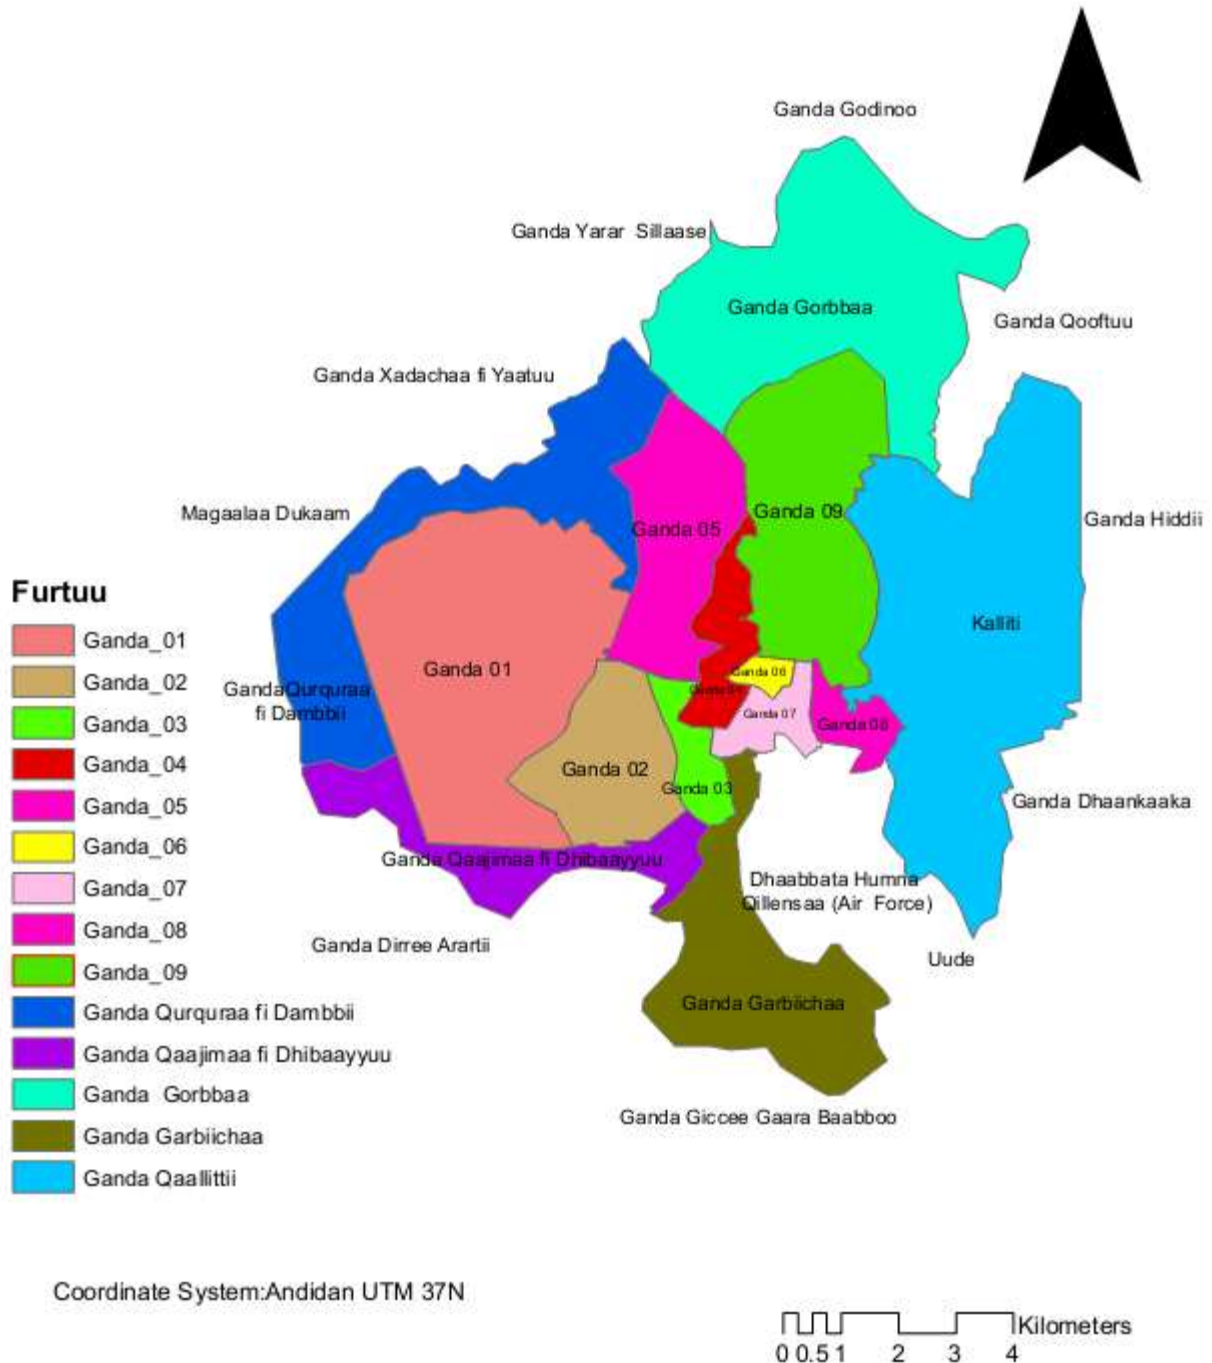 Ganda Godinoo
Ganda Yarar Sillaase
Ganda Gorbbaa
Ganda Qooftuu
Ganda Xadachaa fi Yaatuu
Magaalaa Dukaam
Ganda 05
Ganda 09
Ganda Hiddii
Kalliti
Ganda 01
Ganda 06
GandaQurquraa
fi Dambbii
Ganda 04
Ganda 07
Ganda 08
Ganda 02
Ganda 03
Ganda Dhaankaaka
Ganda Qaajimaa fi Dhibaayyuu
Dhaabbata Humna
Qillensaa (Air Force)
Ganda Dirree Arartii
Uude
Ganda Garbiichaa
Ganda Giccee Gaara Baabboo
Furtuu
Ganda_01
Ganda_02
Ganda_03
Ganda_04
Ganda_05
Ganda_06
Ganda_07
Ganda_08
Ganda_09
Ganda Qurquraa fi Dambbii
Ganda Qaajimaa fi Dhibaayyuu
Ganda Gorbbaa
Ganda Garbiichaa
Ganda Qaallittii
Coordinate System:Andidan UTM 37N
Kilometers
0 0.5 1 2 3 4